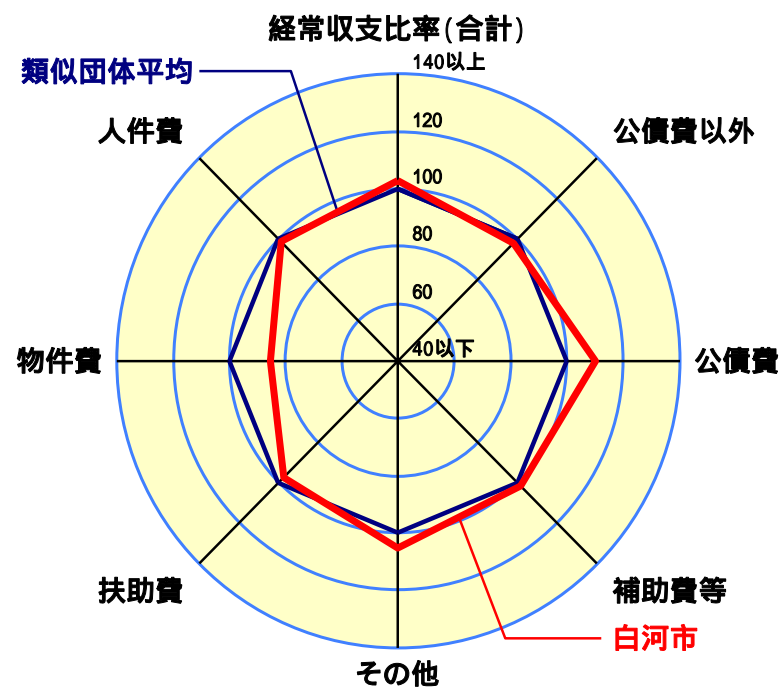 経常収支比率(合計)
140以上
類似団体平均
人件費
120
公債費以外
100
80
60
40以下
物件費
公債費
扶助費
補助費等
白河市
その他